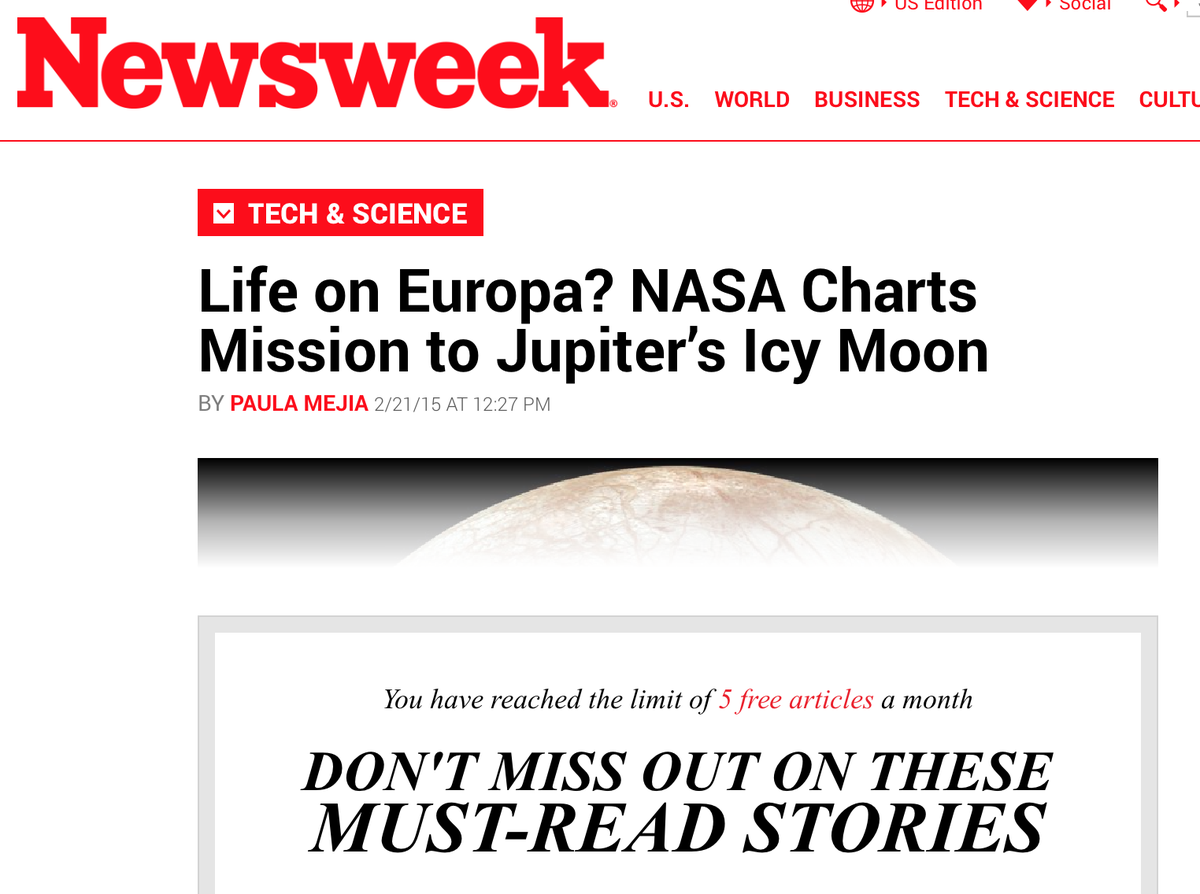 US Edition
Social
Newsweek®
U.S. WORLD BUSINESS TECH & SCIENCE CULTU
TECH & SCIENCE
Life on Europa? NASA Charts
Mission to Jupiter’s Icy Moon
BY PAULA MEJIA 2/21/15 AT 12:27 PM
You have reached the limit of 5 free articles a month
DON'T MISS OUT ON THESE
MUST-READ STORIES